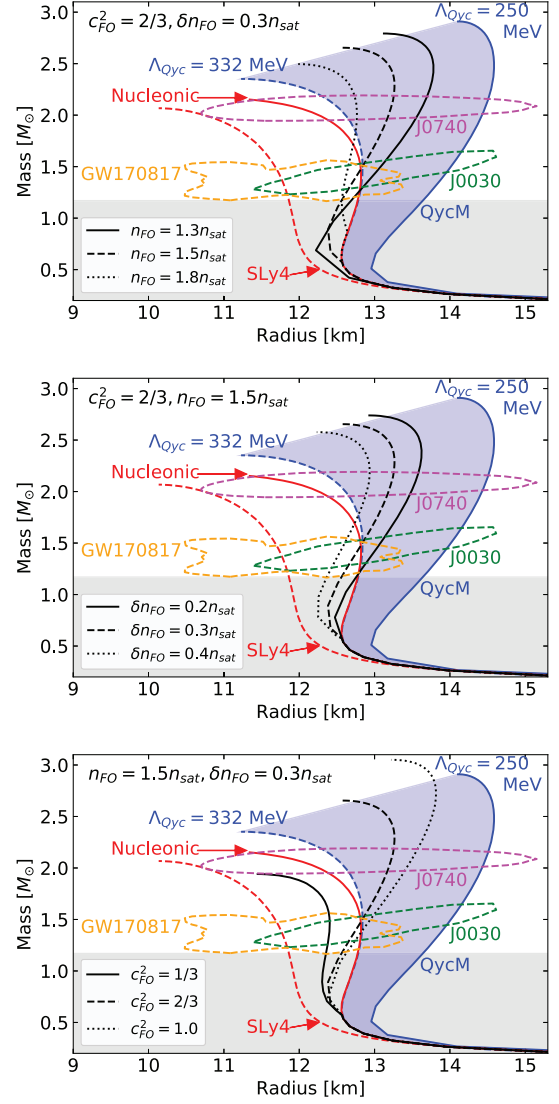 c²_FO = 2/3, δn_FO = 0.3n_sat
Λ_Qyc = 250
MeV
Λ_Qyc = 332 MeV
Nucleonic
J0740
GW170817
J0030
QycM
n_FO = 1.3n_sat
n_FO = 1.5n_sat
n_FO = 1.8n_sat
SLy4
Mass [M⊙]
3.0
2.5
2.0
1.5
1.0
0.5
9 10 11 12 13 14 15
Radius [km]
c²_FO = 2/3, n_FO = 1.5n_sat
Λ_Qyc = 250
MeV
Λ_Qyc = 332 MeV
Nucleonic
J0740
GW170817
J0030
QycM
δn_FO = 0.2n_sat
δn_FO = 0.3n_sat
δn_FO = 0.4n_sat
SLy4
Mass [M⊙]
3.0
2.5
2.0
1.5
1.0
0.5
9 10 11 12 13 14 15
Radius [km]
n_FO = 1.5n_sat, δn_FO = 0.3n_sat
Λ_Qyc = 250
MeV
Λ_Qyc = 332 MeV
Nucleonic
J0740
GW170817
J0030
QycM
c²_FO = 1/3
c²_FO = 2/3
c²_FO = 1.0
SLy4
Mass [M⊙]
3.0
2.5
2.0
1.5
1.0
0.5
9 10 11 12 13 14 15
Radius [km]